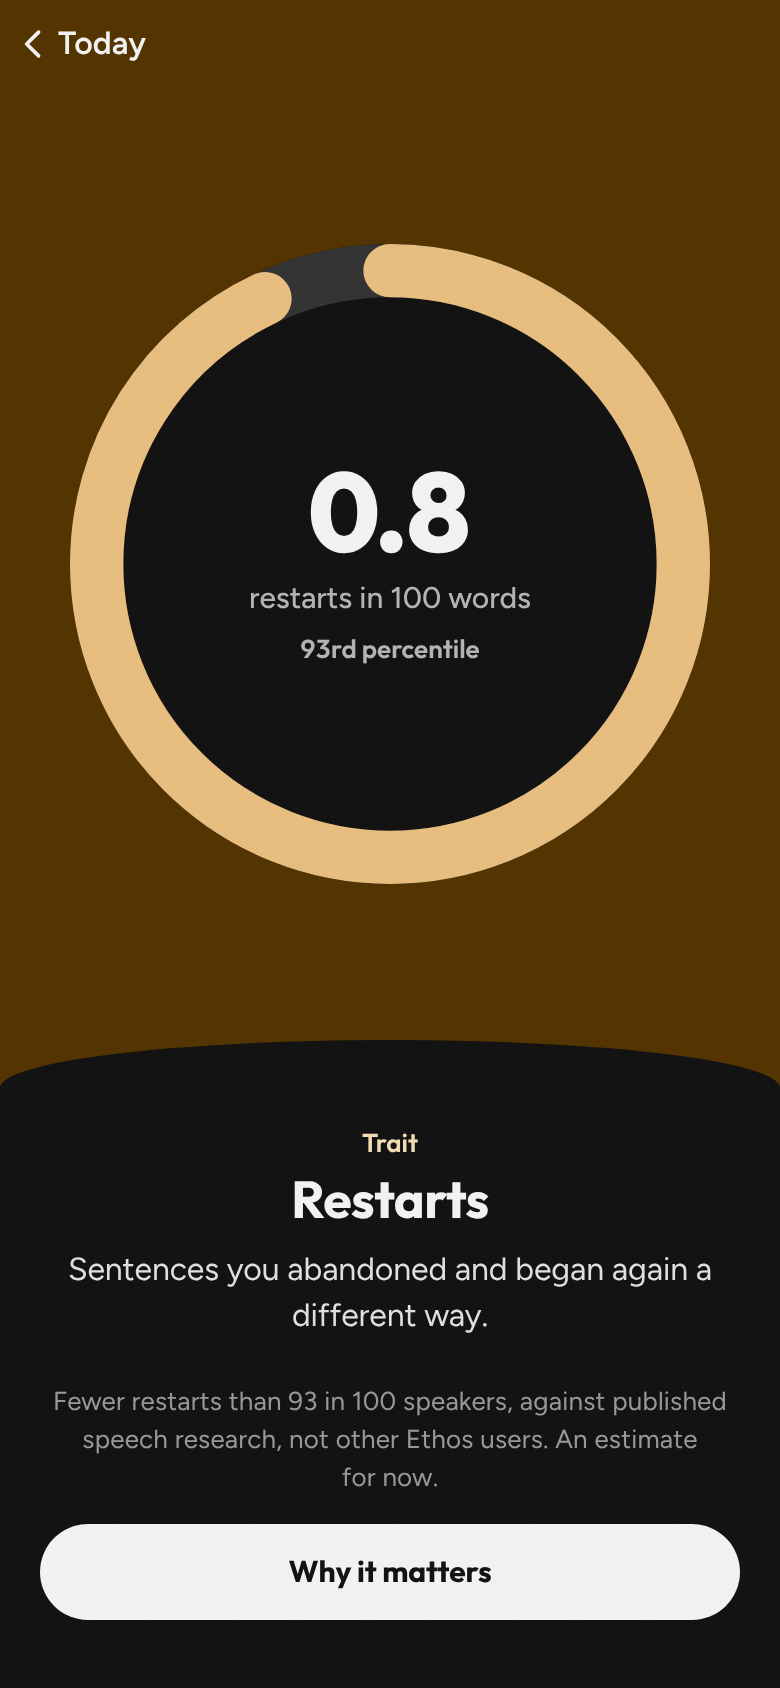 Today
0.8
restarts in 100 words
93rd percentile
Trait
Restarts
Sentences you abandoned and began again a
different way.
Fewer restarts than 93 in 100 speakers, against published
speech research, not other Ethos users. An estimate
for now.
Why it matters